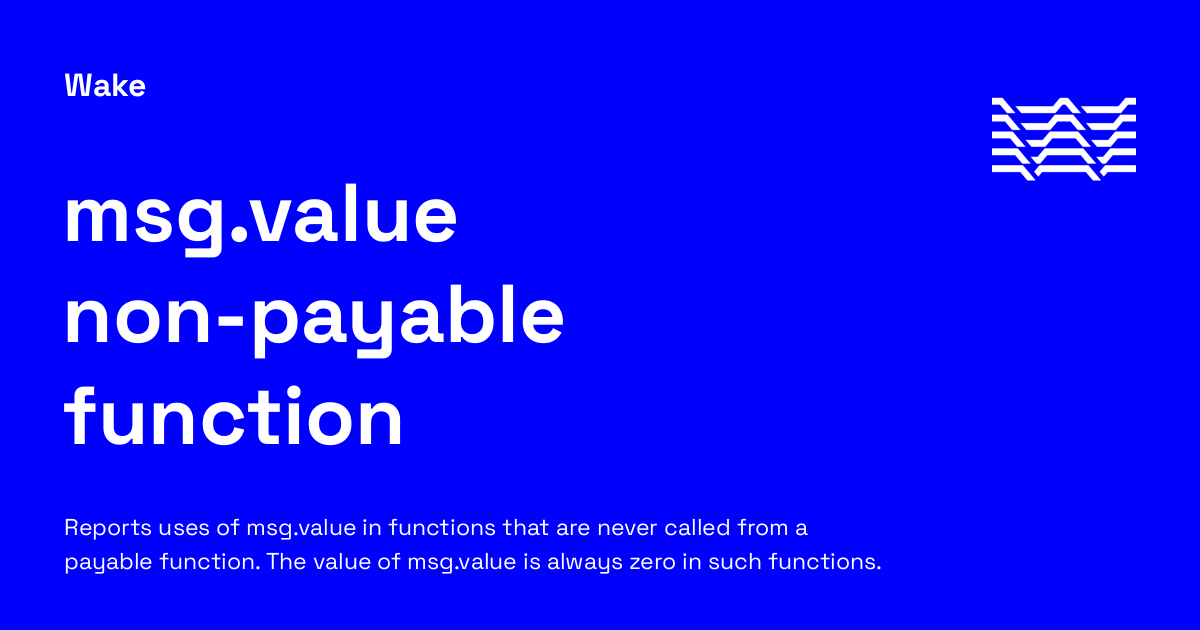 Wake
msg.value
non-payable
function
Reports uses of msg.value in functions that are never called from a
payable function. The value of msg.value is always zero in such functions.